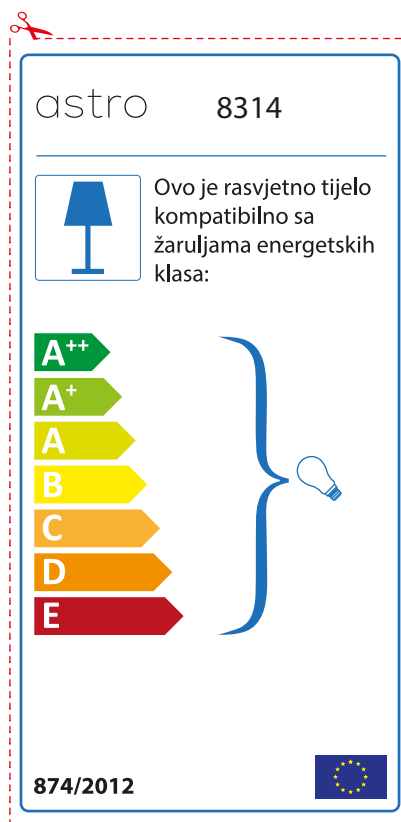 astro 8314
Ovo je rasvjetno tijelo
kompatibilno sa
žaruljama energetskih
klasa:
A++
A+
A
B
C
D
E
874/2012